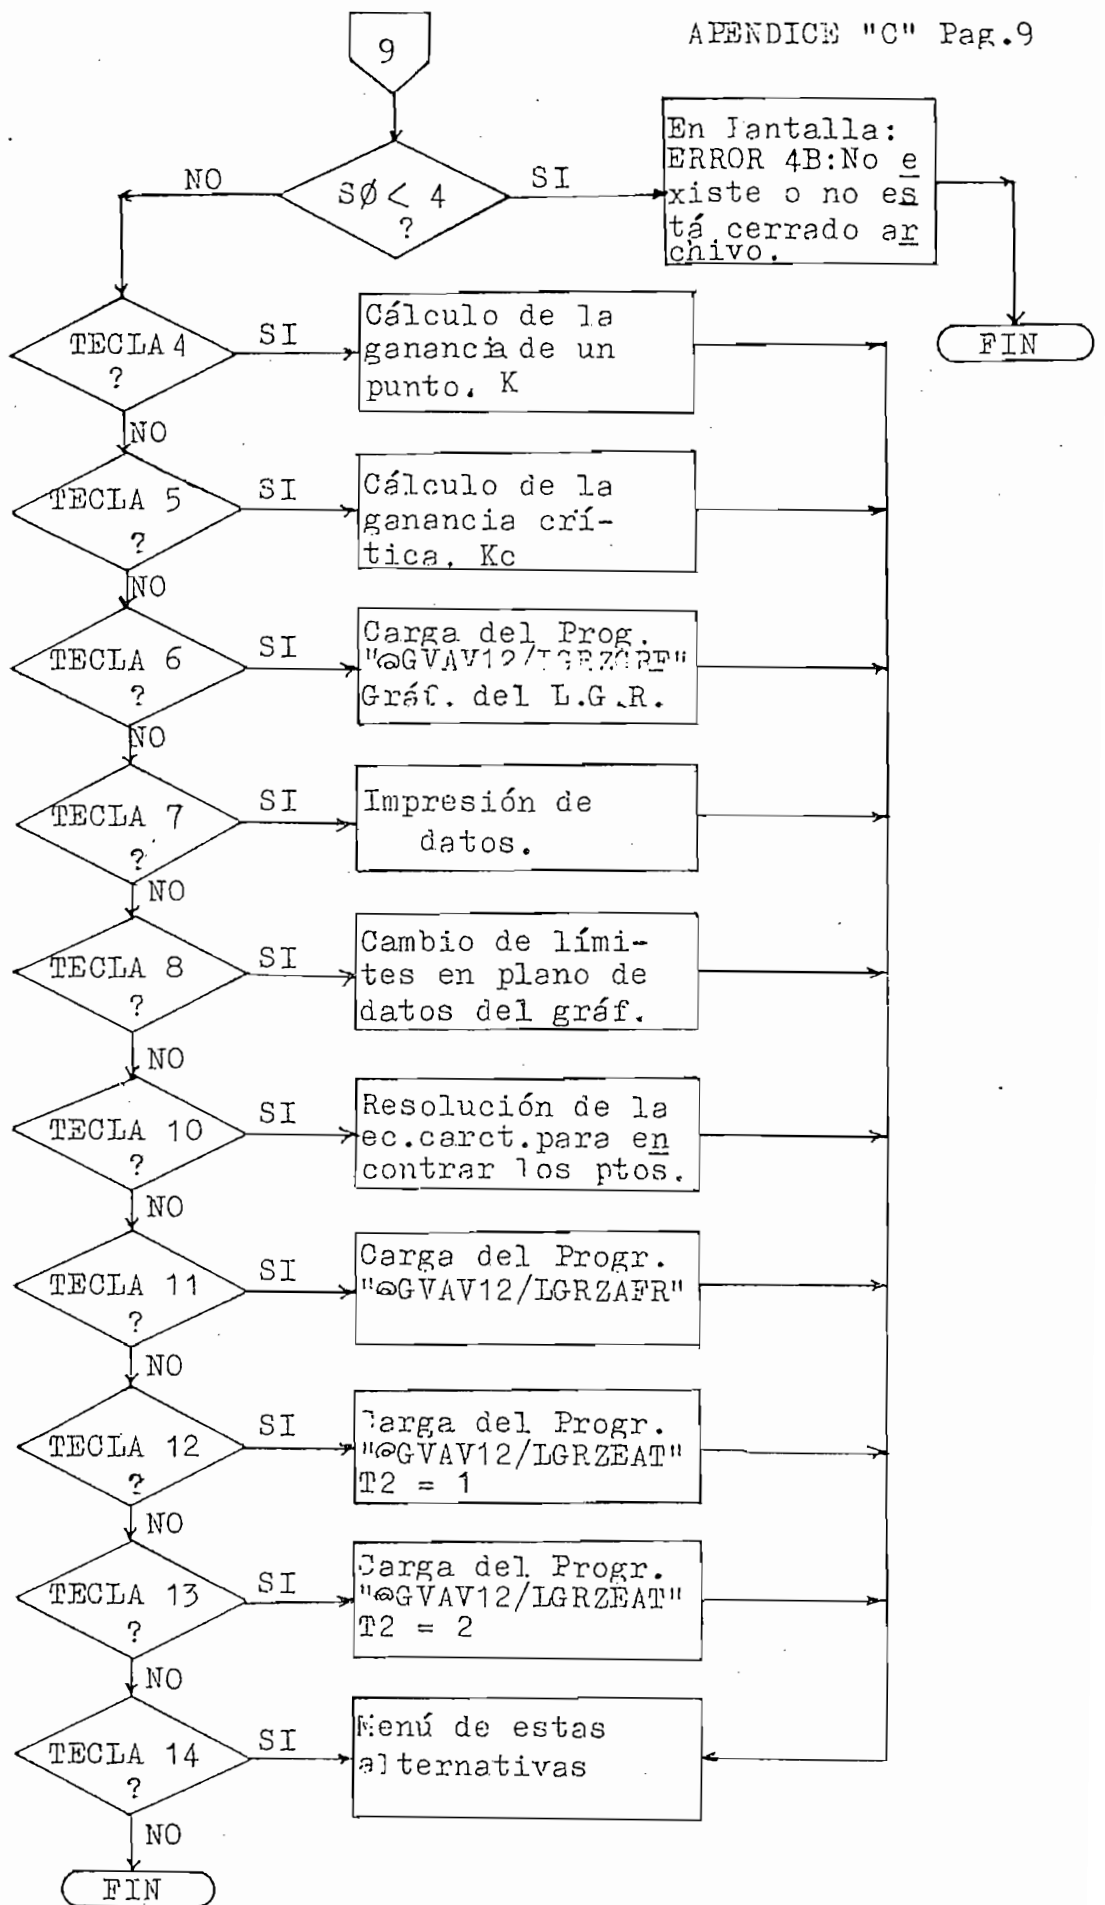 APENDICE "C" Pag.9
9
SØ< 4
?
NO
SI
En Pantalla:
ERROR 4B:No e
xiste o no es
tá cerrado ar
chivo.
FIN
TECLA 4
?
SI
Cálculo de la
ganancia de un
punto. K
NO
TECLA 5
?
SI
Cálculo de la
ganancia crí-
tica. Kc
NO
TECLA 6
?
SI
Carga del Prog.
"@GVAV12/
Gráf. del L.G.R.
NO
TECLA 7
?
SI
Impresión de
datos.
NO
TECLA 8
?
SI
Cambio de lími-
tes en plano de
datos del gráf.
NO
TECLA 10
?
SI
Resolución de la
ec.carct.para en
contrar los ptos.
NO
TECLA 11
?
SI
Carga del Progr.
"@GVAV12/LGRZAFR"
NO
TECLA 12
?
SI
Carga del Progr.
"@GVAV12/LGRZEAT"
T2 = 1
NO
TECLA 13
?
SI
Carga del Progr.
"@GVAV12/LGRZEAT"
T2 = 2
NO
TECLA 14
?
SI
Menú de estas
alternativas
NO
FIN